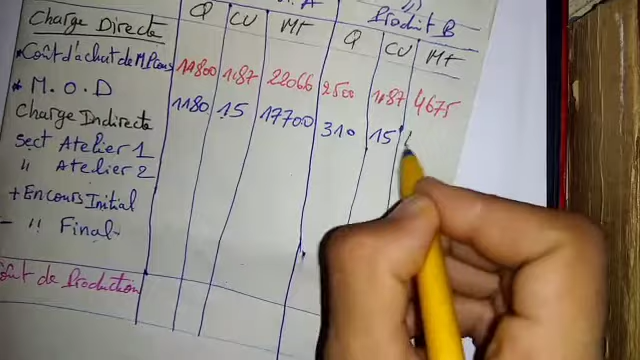 A
Produit B
Charge Directe Q CU Mt Q CU Mt
*Coût d'achat de M. Prem 11800 1.87 22066 2500 1.87 4675
* M.O.D 1180 15 17700 310 15
Charge Indirecte
sect Atelier 1
" Atelier 2
+ Encours Initial
- " Final
Coût de Production